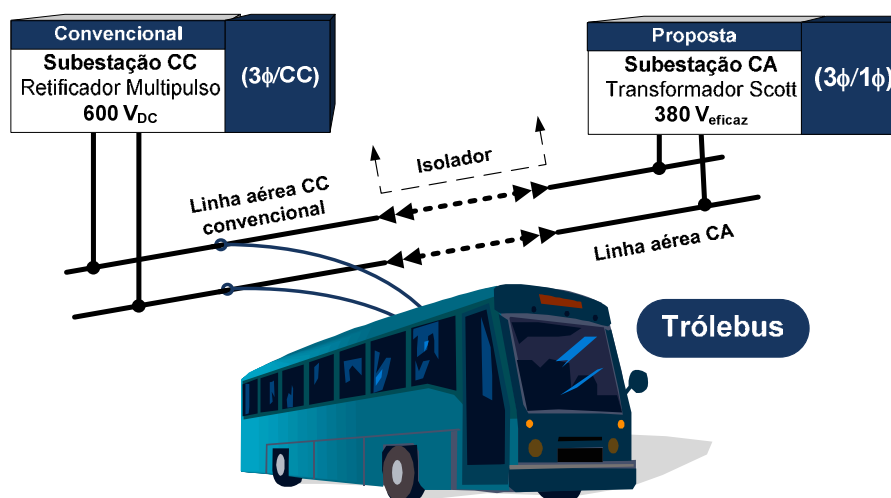 Convencional
Subestação CC
Retificador Multipulso
600 VDC
(3ϕ/CC)
Proposta
Subestação CA
Transformador Scott
380 Veficaz
(3ϕ/1ϕ)
Isolador
Linha aérea CC
convencional
Linha aérea CA
Trólebus